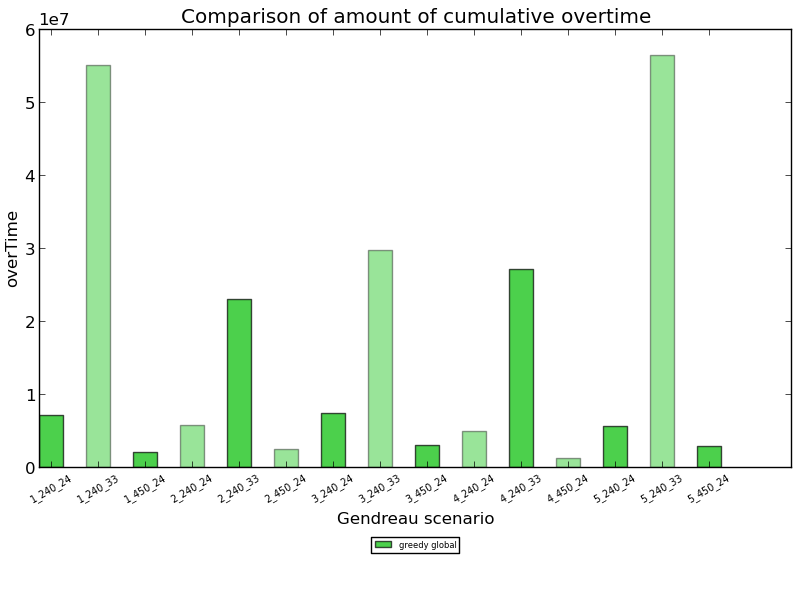 Comparison of amount of cumulative overtime
1e7
6
5
4
3
2
1
0
overTime
1_240_24 1_240_33 1_450_24 2_240_24 2_240_33 2_450_24 3_240_24 3_240_33 3_450_24 4_240_24 4_240_33 4_450_24 5_240_24 5_240_33 5_450_24
Gendreau scenario
greedy global